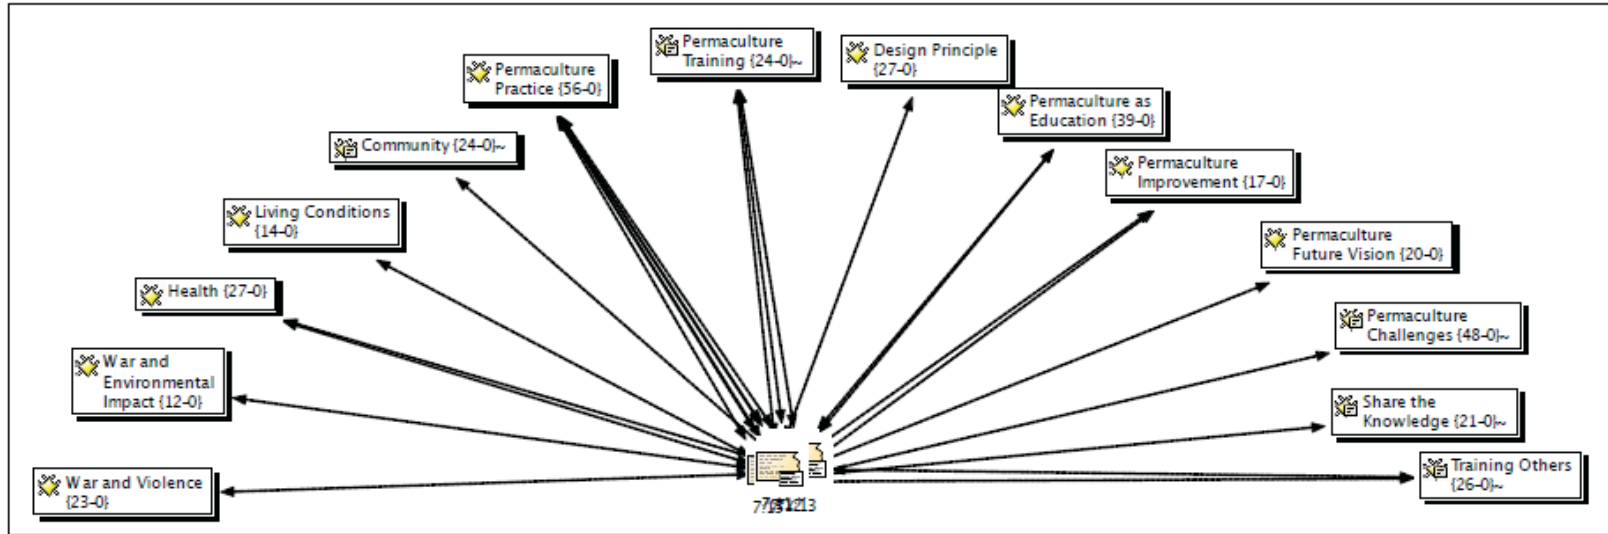 Permaculture
Training {24-0}~
Design Principle
{27-0}
Permaculture
Practice {56-0}
Permaculture as
Education {39-0}
Community {24-0}~
Permaculture
Improvement {17-0}
Living Conditions
{14-0}
Permaculture
Future Vision {20-0}
Health {27-0}
Permaculture
Challenges {48-0}~
War and
Environmental
Impact {12-0}
Share the
Knowledge {21-0}~
Training Others
{26-0}~
War and Violence
{23-0}